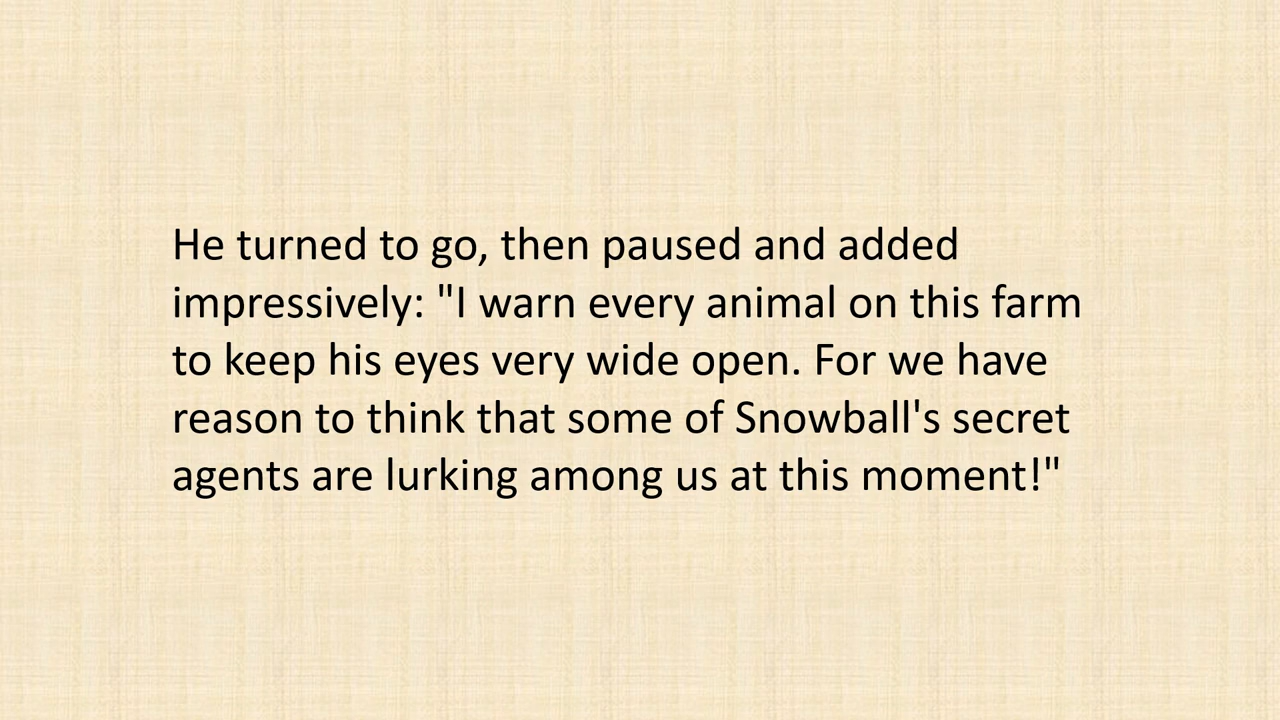 He turned to go, then paused and added
impressively: "I warn every animal on this farm
to keep his eyes very wide open. For we have
reason to think that some of Snowball's secret
agents are lurking among us at this moment!"